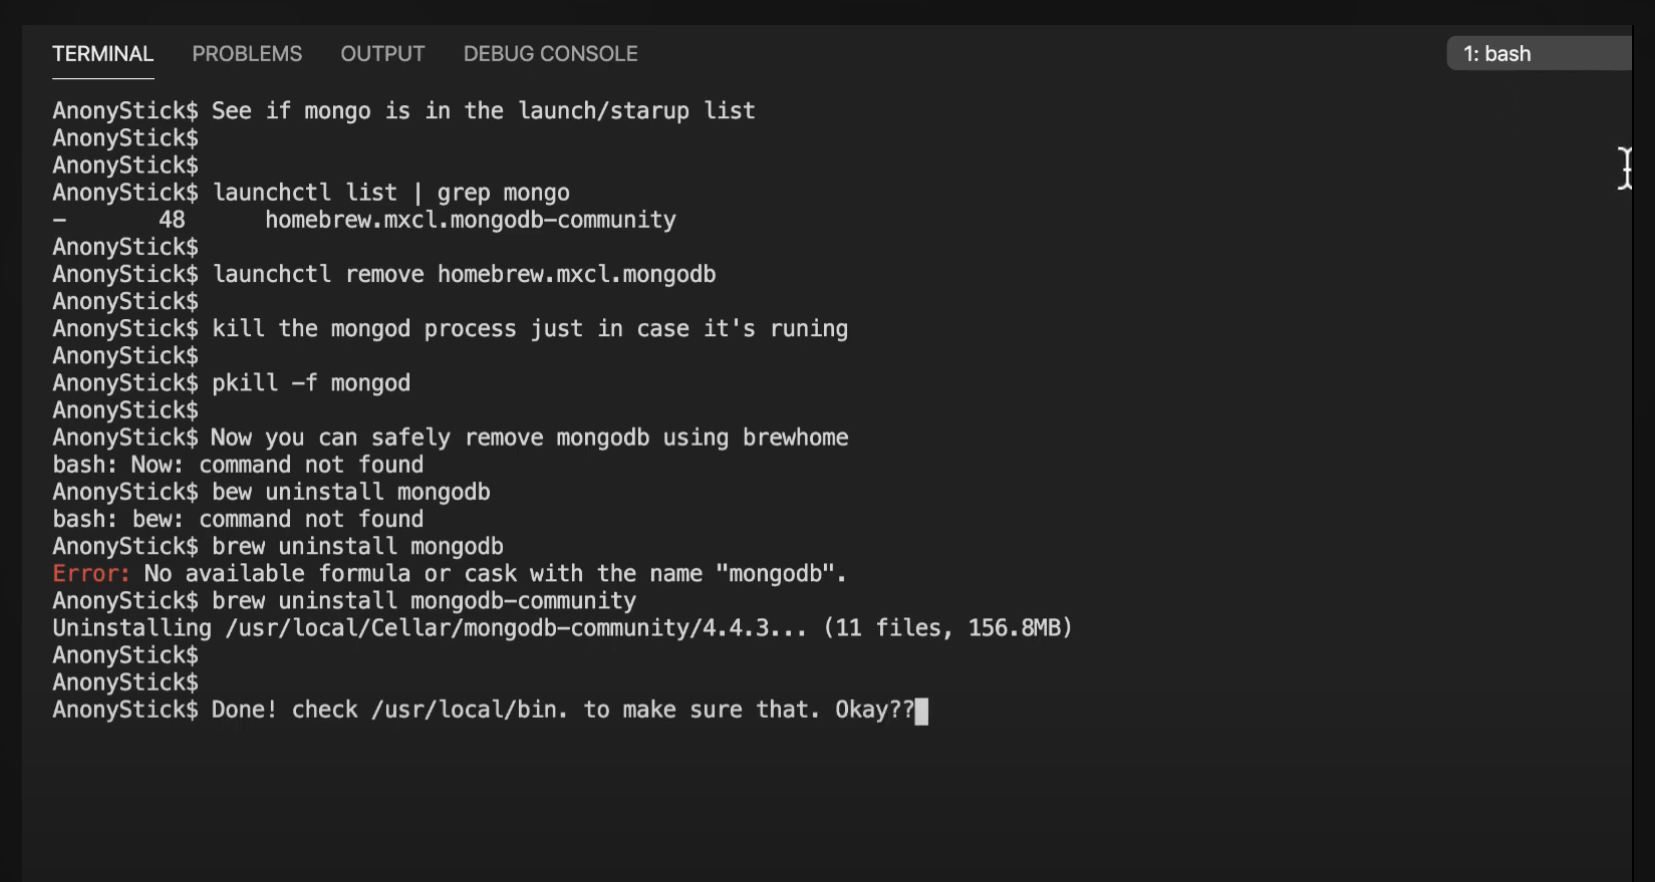 TERMINAL PROBLEMS OUTPUT DEBUG CONSOLE 1: bash
AnonyStick$ See if mongo is in the launch/starup list
AnonyStick$
AnonyStick$
AnonyStick$ launchctl list | grep mongo
-       48      homebrew.mxcl.mongodb-community
AnonyStick$
AnonyStick$ launchctl remove homebrew.mxcl.mongodb
AnonyStick$
AnonyStick$ kill the mongod process just in case it's runing
AnonyStick$
AnonyStick$ pkill -f mongod
AnonyStick$
AnonyStick$ Now you can safely remove mongodb using brewhome
bash: Now: command not found
AnonyStick$ bew uninstall mongodb
bash: bew: command not found
AnonyStick$ brew uninstall mongodb
Error: No available formula or cask with the name "mongodb".
AnonyStick$ brew uninstall mongodb-community
Uninstalling /usr/local/Cellar/mongodb-community/4.4.3... (11 files, 156.8MB)
AnonyStick$
AnonyStick$
AnonyStick$ Done! check /usr/local/bin. to make sure that. Okay??